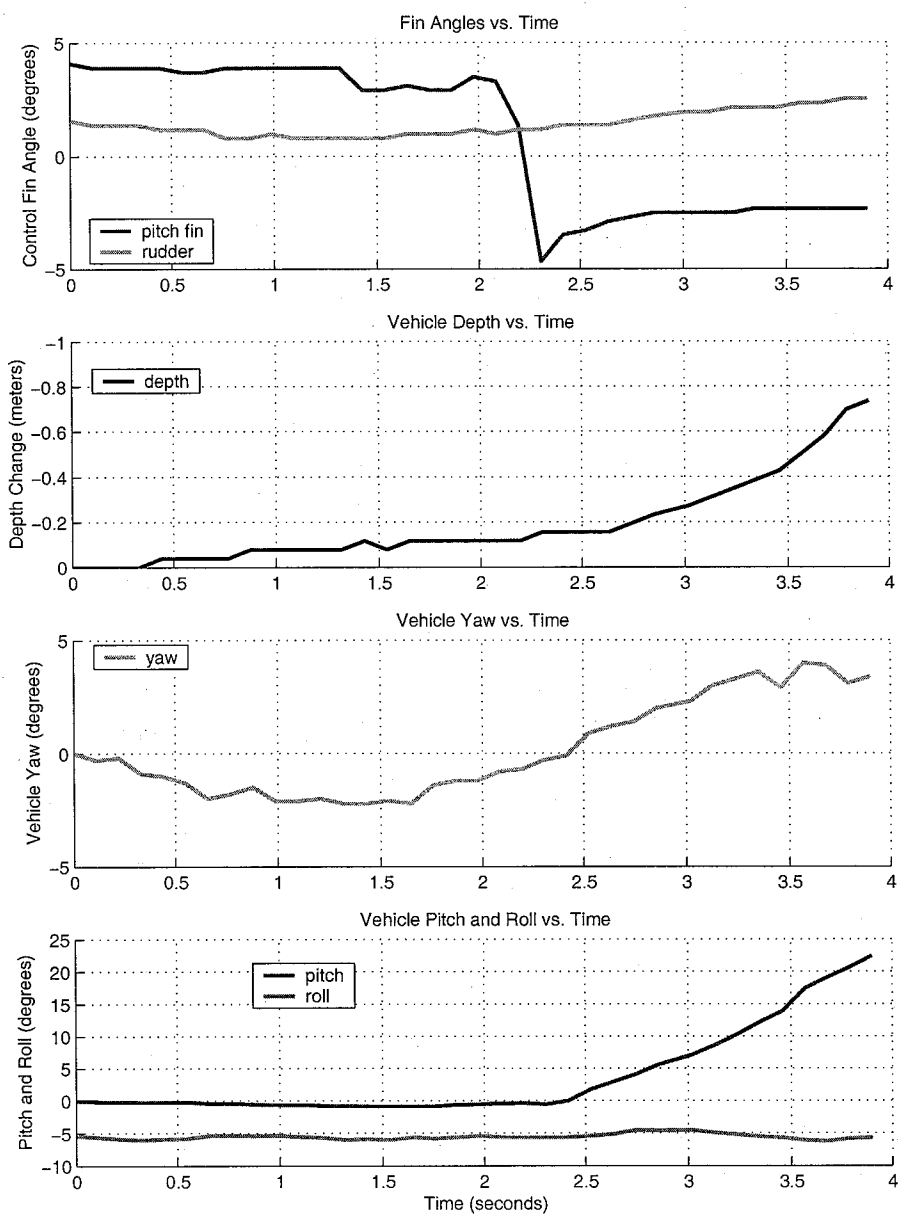 Fin Angles vs. Time
Control Fin Angle (degrees)
5
0
−5
pitch fin
rudder
0 0.5 1 1.5 2 2.5 3 3.5 4
Vehicle Depth vs. Time
Depth Change (meters)
−1
−0.8
−0.6
−0.4
−0.2
0
depth
0 0.5 1 1.5 2 2.5 3 3.5 4
Vehicle Yaw vs. Time
Vehicle Yaw (degrees)
5
0
−5
yaw
0 0.5 1 1.5 2 2.5 3 3.5 4
Vehicle Pitch and Roll vs. Time
Pitch and Roll (degrees)
25
20
15
10
5
0
−5
−10
pitch
roll
0 0.5 1 1.5 2 2.5 3 3.5 4
Time (seconds)